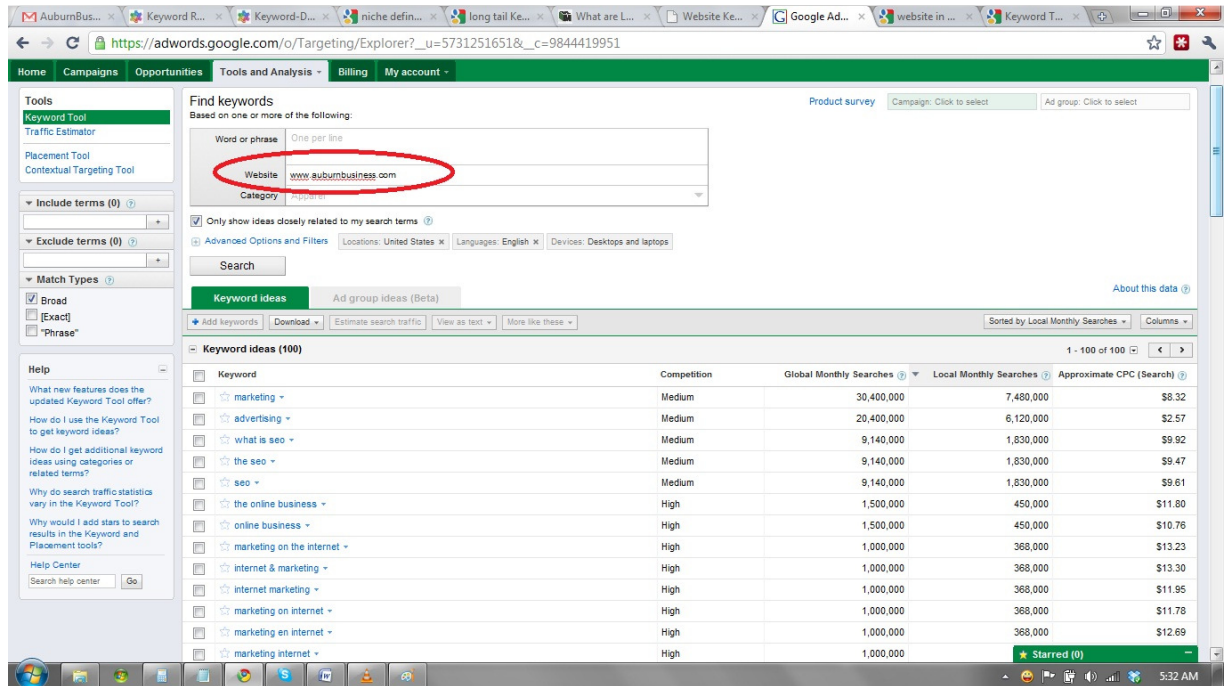 AuburnBus... Keyword R... Keyword-D... niche defin... long tail Ke... What are L... Website Ke... Google Ad... website in ... Keyword T...
https://adwords.google.com/o/Targeting/Explorer?__u=5731251651&__c=9844419951
Home Campaigns Opportunities Tools and Analysis Billing My account
Tools
Keyword Tool
Traffic Estimator
Placement Tool
Contextual Targeting Tool
Include terms (0)
Exclude terms (0)
Match Types
Broad
[Exact]
"Phrase"
Help
What new features does the
updated Keyword Tool offer?
How do I use the Keyword Tool
to get keyword ideas?
How do I get additional keyword
ideas using categories or
related terms?
Why do search traffic statistics
vary in the Keyword Tool?
Why would I add stars to search
results in the Keyword and
Placement tools?
Help Center
Search help center Go
Find keywords
Based on one or more of the following:
Product survey Campaign: Click to select Ad group: Click to select
Word or phrase One per line
Website www.auburnbusiness.com
Category Apparel
Only show ideas closely related to my search terms
Advanced Options and Filters Locations: United States x Languages: English x Devices: Desktops and laptops
Search
About this data
Keyword ideas Ad group ideas (Beta)
+ Add keywords Download Estimate search traffic View as text More like these Sorted by Local Monthly Searches Columns
Keyword ideas (100) 1 - 100 of 100
Keyword Competition Global Monthly Searches Local Monthly Searches Approximate CPC (Search)
marketing Medium 30,400,000 7,480,000 $8.32
advertising Medium 20,400,000 6,120,000 $2.57
what is seo Medium 9,140,000 1,830,000 $9.92
the seo Medium 9,140,000 1,830,000 $9.47
seo Medium 9,140,000 1,830,000 $9.61
the online business High 1,500,000 450,000 $11.80
online business High 1,500,000 450,000 $10.76
marketing on the internet High 1,000,000 368,000 $13.23
internet & marketing High 1,000,000 368,000 $13.30
internet marketing High 1,000,000 368,000 $11.95
marketing on internet High 1,000,000 368,000 $11.78
marketing en internet High 1,000,000 368,000 $12.69
marketing internet High 1,000,000
Starred (0)
5:32 AM